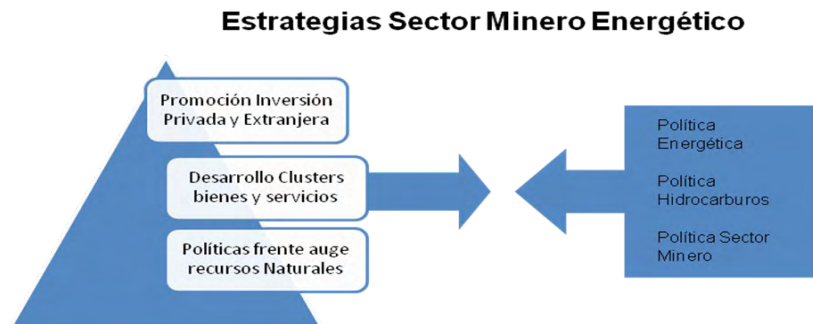 Estrategias Sector Minero Energético
Promoción Inversión
Privada y Extranjera
Desarrollo Clusters
bienes y servicios
Políticas frente auge
recursos Naturales
Política
Energética
Política
Hidrocarburos
Política Sector
Minero